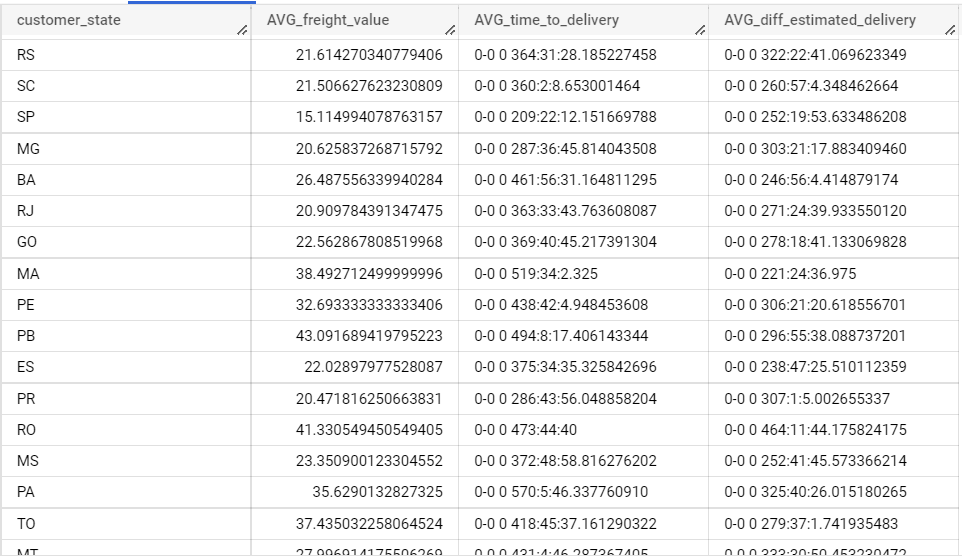 customer_state AVG_freight_value AVG_time_to_delivery AVG_diff_estimated_delivery
RS 21.614270340779406 0-0 0 364:31:28.185227458 0-0 0 322:22:41.069623349
SC 21.506627623230809 0-0 0 360:2:8.653001464 0-0 0 260:57:4.348462664
SP 15.114994078763157 0-0 0 209:22:12.151669788 0-0 0 252:19:53.633486208
MG 20.625837268715792 0-0 0 287:36:45.814043508 0-0 0 303:21:17.883409460
BA 26.487556339940284 0-0 0 461:56:31.164811295 0-0 0 246:56:4.414879174
RJ 20.909784391347475 0-0 0 363:33:43.763608087 0-0 0 271:24:39.933550120
GO 22.562867808519968 0-0 0 369:40:45.217391304 0-0 0 278:18:41.133069828
MA 38.492712499999996 0-0 0 519:34:2.325 0-0 0 221:24:36.975
PE 32.693333333333406 0-0 0 438:42:4.948453608 0-0 0 306:21:20.618556701
PB 43.091689419795223 0-0 0 494:8:17.406143344 0-0 0 296:55:38.088737201
ES 22.02897977528087 0-0 0 375:34:35.325842696 0-0 0 238:47:25.510112359
PR 20.471816250663831 0-0 0 286:43:56.048858204 0-0 0 307:1:5.002655337
RO 41.330549450549405 0-0 0 473:44:40 0-0 0 464:11:44.175824175
MS 23.350900123304552 0-0 0 372:48:58.816276202 0-0 0 252:41:45.573366214
PA 35.6290132827325 0-0 0 570:5:46.337760910 0-0 0 325:40:26.015180265
TO 37.435032258064524 0-0 0 418:45:37.161290322 0-0 0 279:37:1.741935483
MT